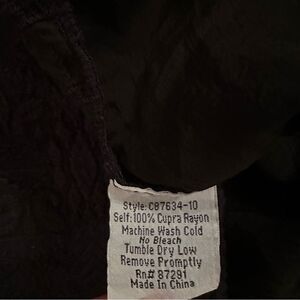 Style: C87634-10
Self: 100% Cupra Rayon
Machine Wash Cold
No Bleach
Tumble Dry Low
Remove Promptly
Rn# 87291
Made In China